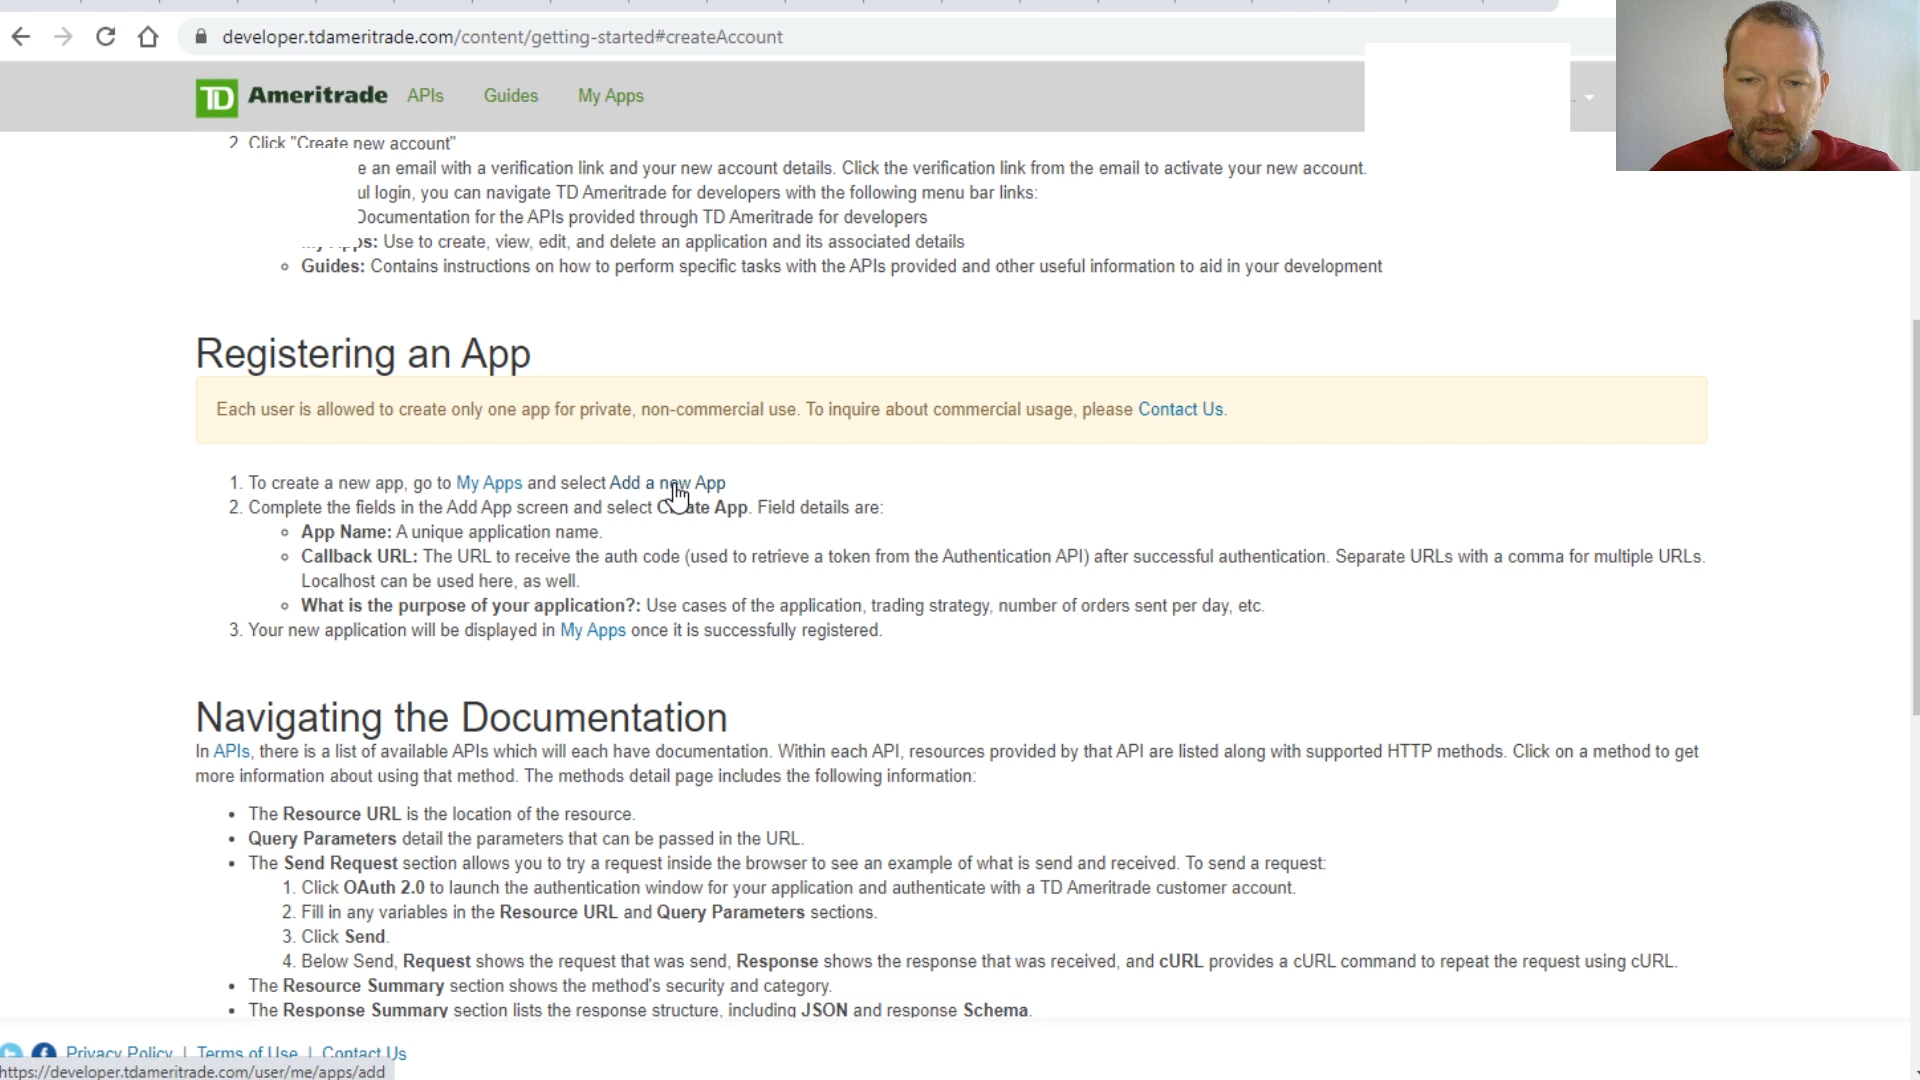 developer.tdameritrade.com/content/getting-started#createAccount
TD Ameritrade APIs Guides My Apps
2. Click "Create new account"
e an email with a verification link and your new account details. Click the verification link from the email to activate your new account.
ul login, you can navigate TD Ameritrade for developers with the following menu bar links:
Documentation for the APIs provided through TD Ameritrade for developers
Use to create, view, edit, and delete an application and its associated details
Guides: Contains instructions on how to perform specific tasks with the APIs provided and other useful information to aid in your development
Registering an App
Each user is allowed to create only one app for private, non-commercial use. To inquire about commercial usage, please Contact Us.
1. To create a new app, go to My Apps and select Add a new App
2. Complete the fields in the Add App screen and select Create App. Field details are:
App Name: A unique application name.
Callback URL: The URL to receive the auth code (used to retrieve a token from the Authentication API) after successful authentication. Separate URLs with a comma for multiple URLs.
Localhost can be used here, as well.
What is the purpose of your application?: Use cases of the application, trading strategy, number of orders sent per day, etc.
3. Your new application will be displayed in My Apps once it is successfully registered.
Navigating the Documentation
In APIs, there is a list of available APIs which will each have documentation. Within each API, resources provided by that API are listed along with supported HTTP methods. Click on a method to get
more information about using that method. The methods detail page includes the following information:
• The Resource URL is the location of the resource.
• Query Parameters detail the parameters that can be passed in the URL.
• The Send Request section allows you to try a request inside the browser to see an example of what is send and received. To send a request:
1. Click OAuth 2.0 to launch the authentication window for your application and authenticate with a TD Ameritrade customer account.
2. Fill in any variables in the Resource URL and Query Parameters sections.
3. Click Send.
4. Below Send, Request shows the request that was send, Response shows the response that was received, and cURL provides a cURL command to repeat the request using cURL.
• The Resource Summary section shows the method's security and category.
• The Response Summary section lists the response structure, including JSON and response Schema.
Privacy Policy | Terms of Use | Contact Us
https://developer.tdameritrade.com/user/me/apps/add